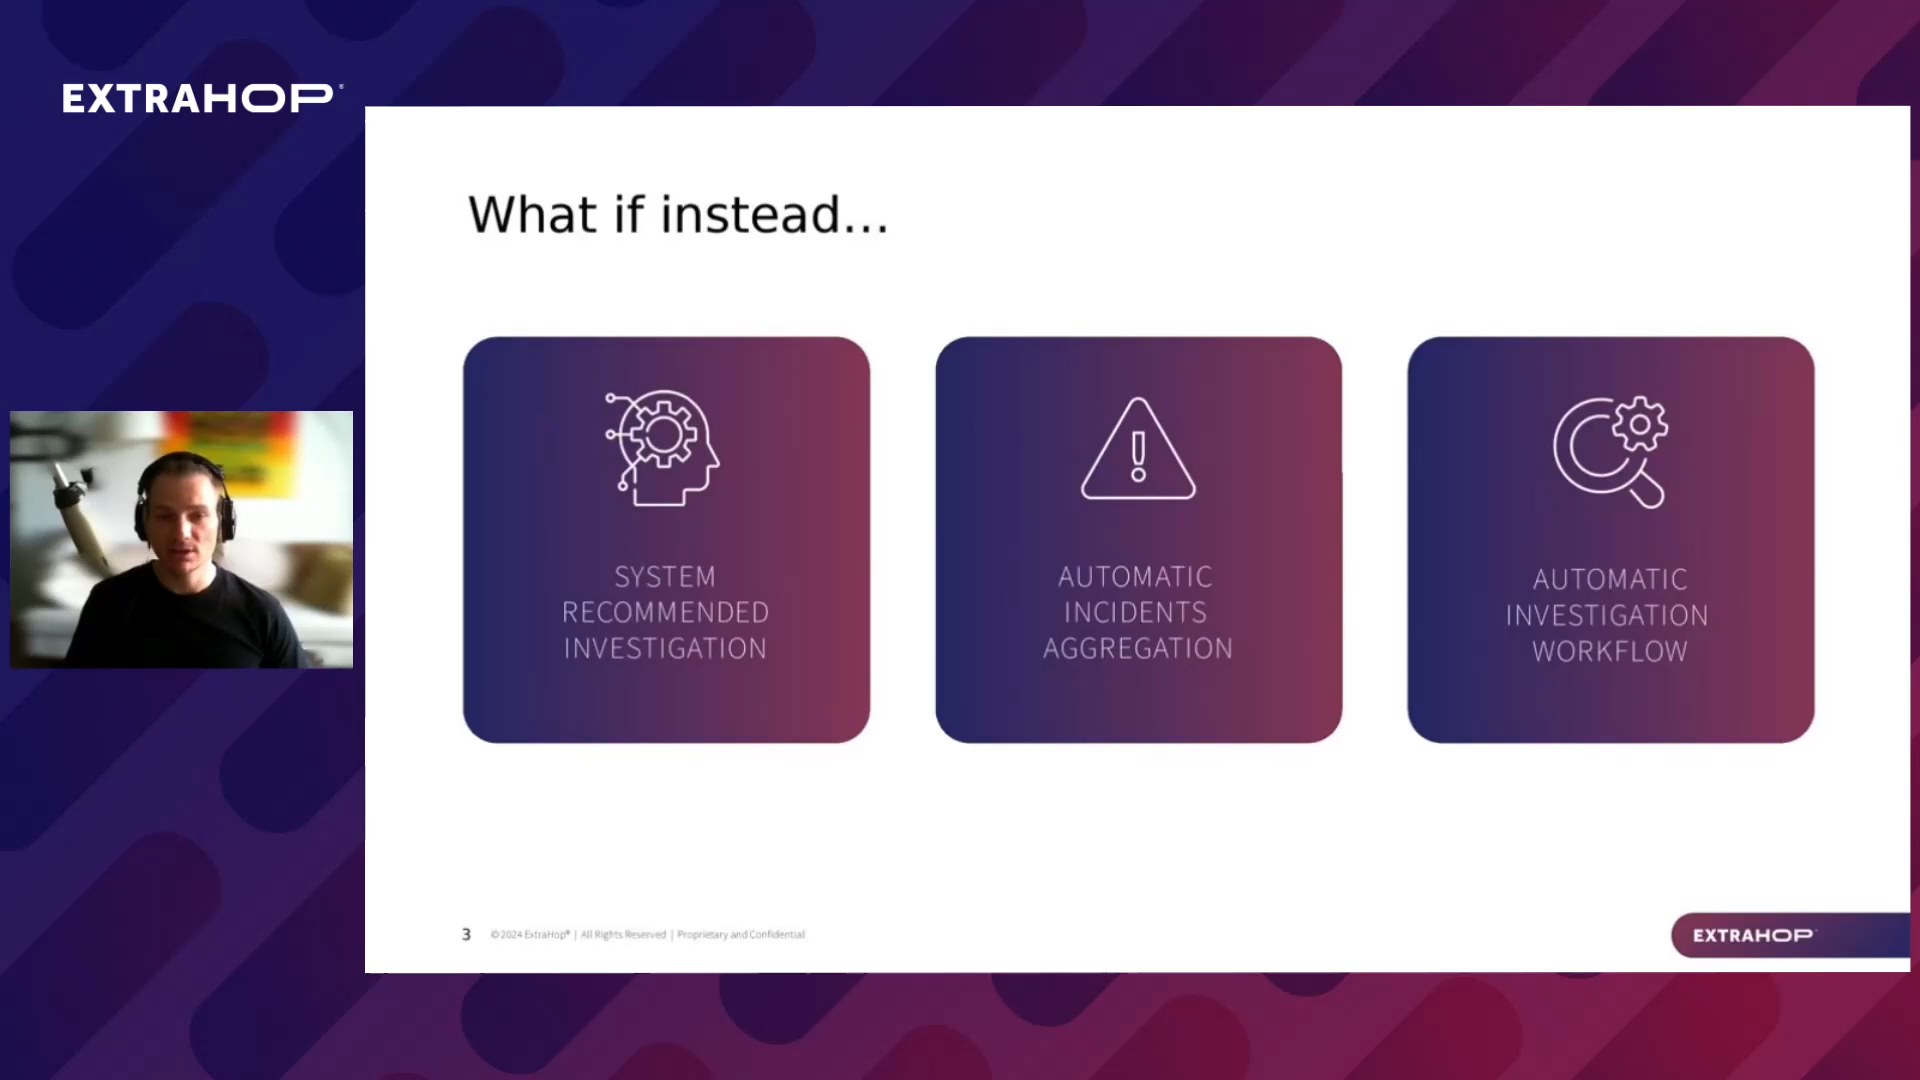 EXTRAHOP®
What if instead...
SYSTEM
RECOMMENDED
INVESTIGATION
AUTOMATIC
INCIDENTS
AGGREGATION
AUTOMATIC
INVESTIGATION
WORKFLOW
3 © 2024 ExtraHop® | All Rights Reserved | Proprietary and Confidential
EXTRAHOP